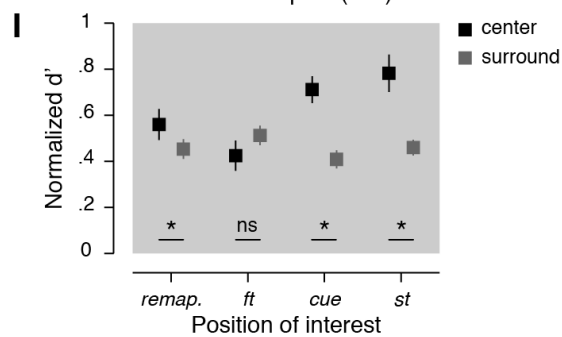 I
1
.8
.6
.4
.2
0
Normalized d'
center
surround
* ns * *
remap. ft cue st
Position of interest